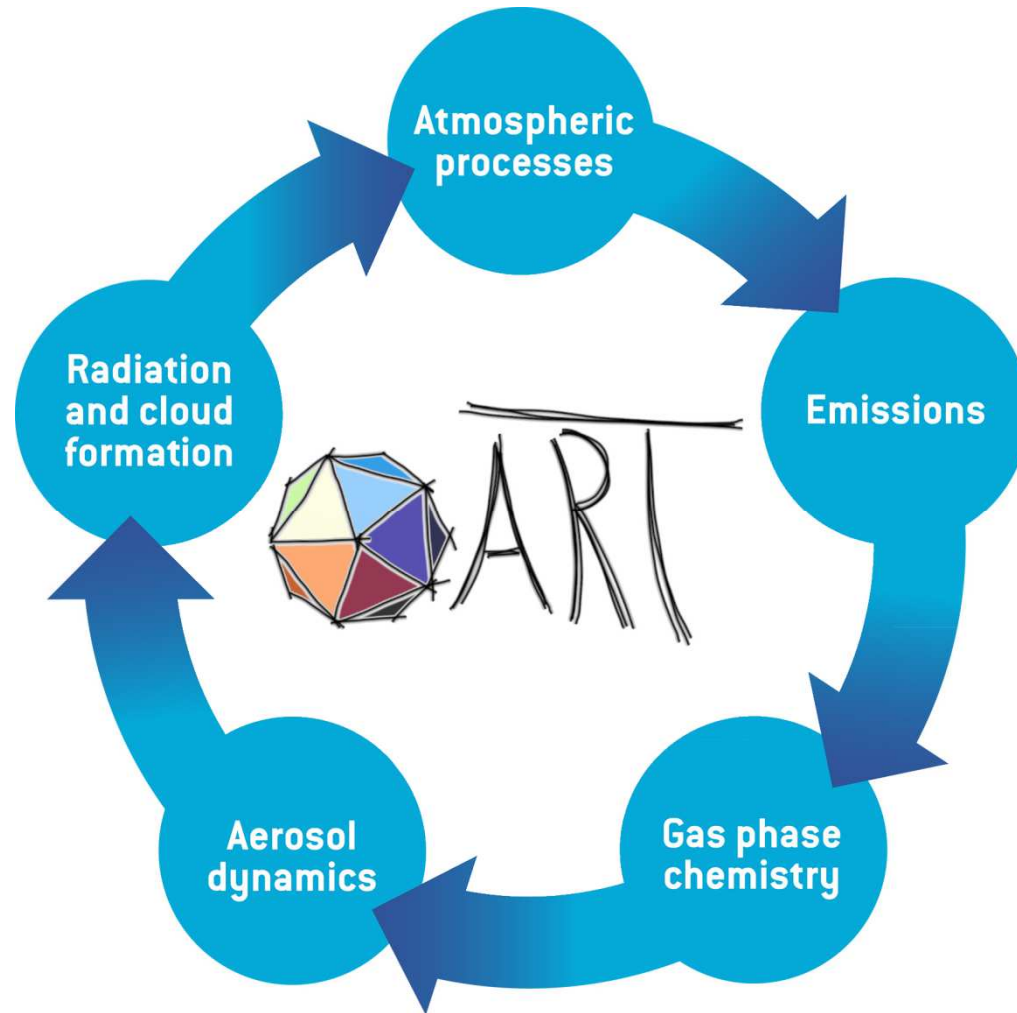 Atmospheric
processes
Emissions
Gas phase
chemistry
Aerosol
dynamics
Radiation
and cloud
formation
ART